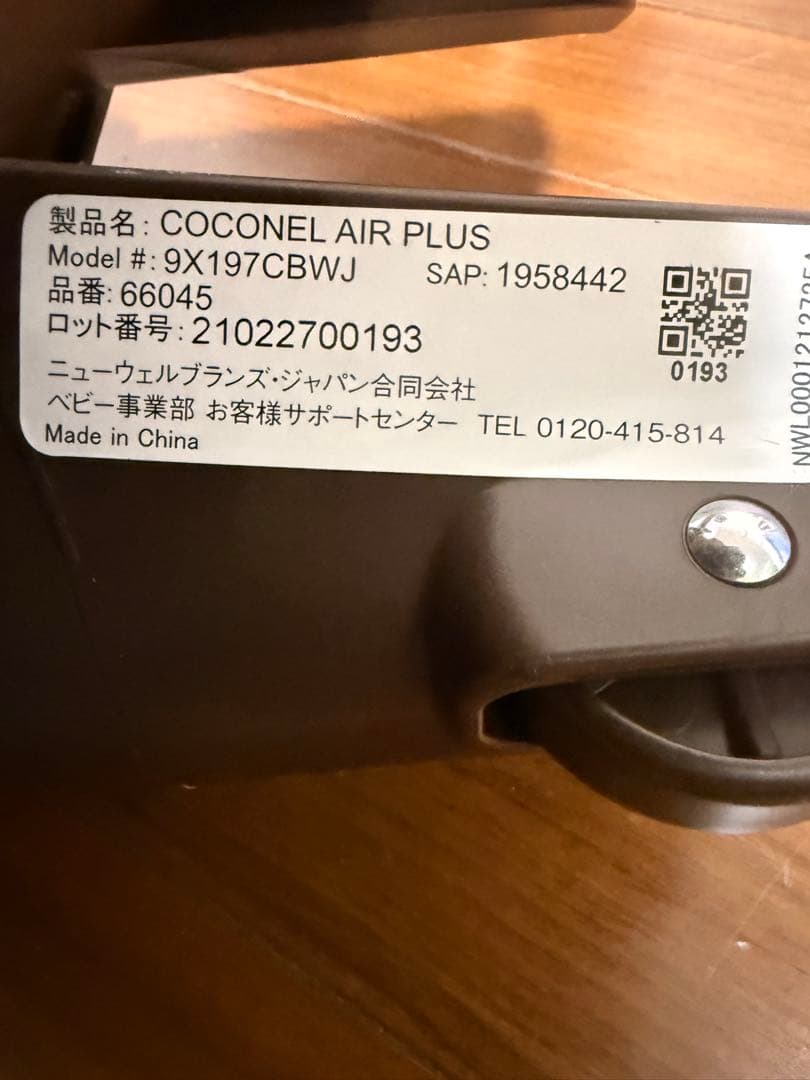 製品名: COCONEL AIR PLUS
Model #: 9X197CBWJ SAP: 1958442
品番: 66045
ロット番号: 21022700193
0193
ニューウェルブランズ・ジャパン合同会社
ベビー事業部 お客様サポートセンター TEL 0120-415-814
Made in China